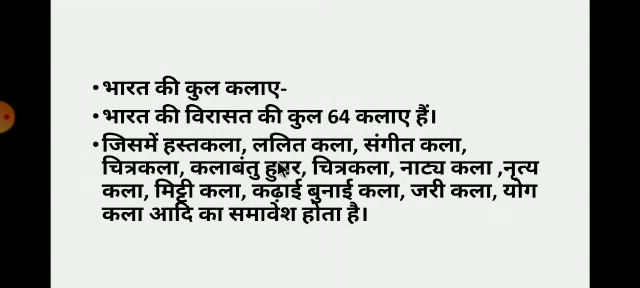 •भारत की कुल कलाए-
•भारत की विरासत की कुल 64 कलाए हैं।
•जिसमें हस्तकला, ललित कला, संगीत कला,
चित्रकला, कलाबंतु हुन्नर, चित्रकला, नाट्य कला ,नृत्य
कला, मिट्टी कला, कढ़ाई बुनाई कला, जरी कला, योग
कला आदि का समावेश होता है।